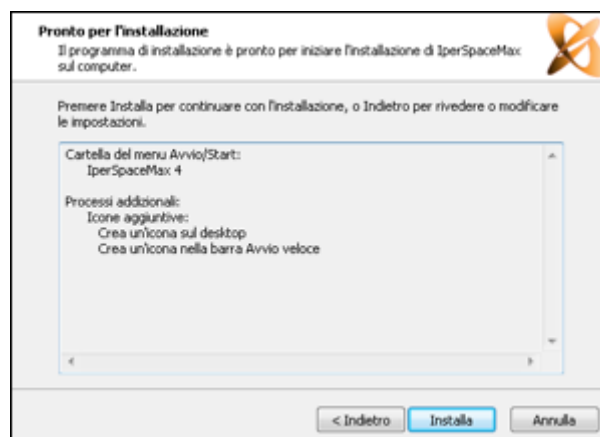 Pronto per l'installazione
Il programma di installazione è pronto per iniziare l'installazione di IperSpaceMax
sul computer.
Premere Installa per continuare con l'installazione, o Indietro per rivedere o modificare
le impostazioni.
Cartella del menu Avvio/Start:
IperSpaceMax 4
Processi addizionali:
Icone aggiuntive:
Crea un'icona sul desktop
Crea un'icona nella barra Avvio veloce
< Indietro
Installa
Annulla